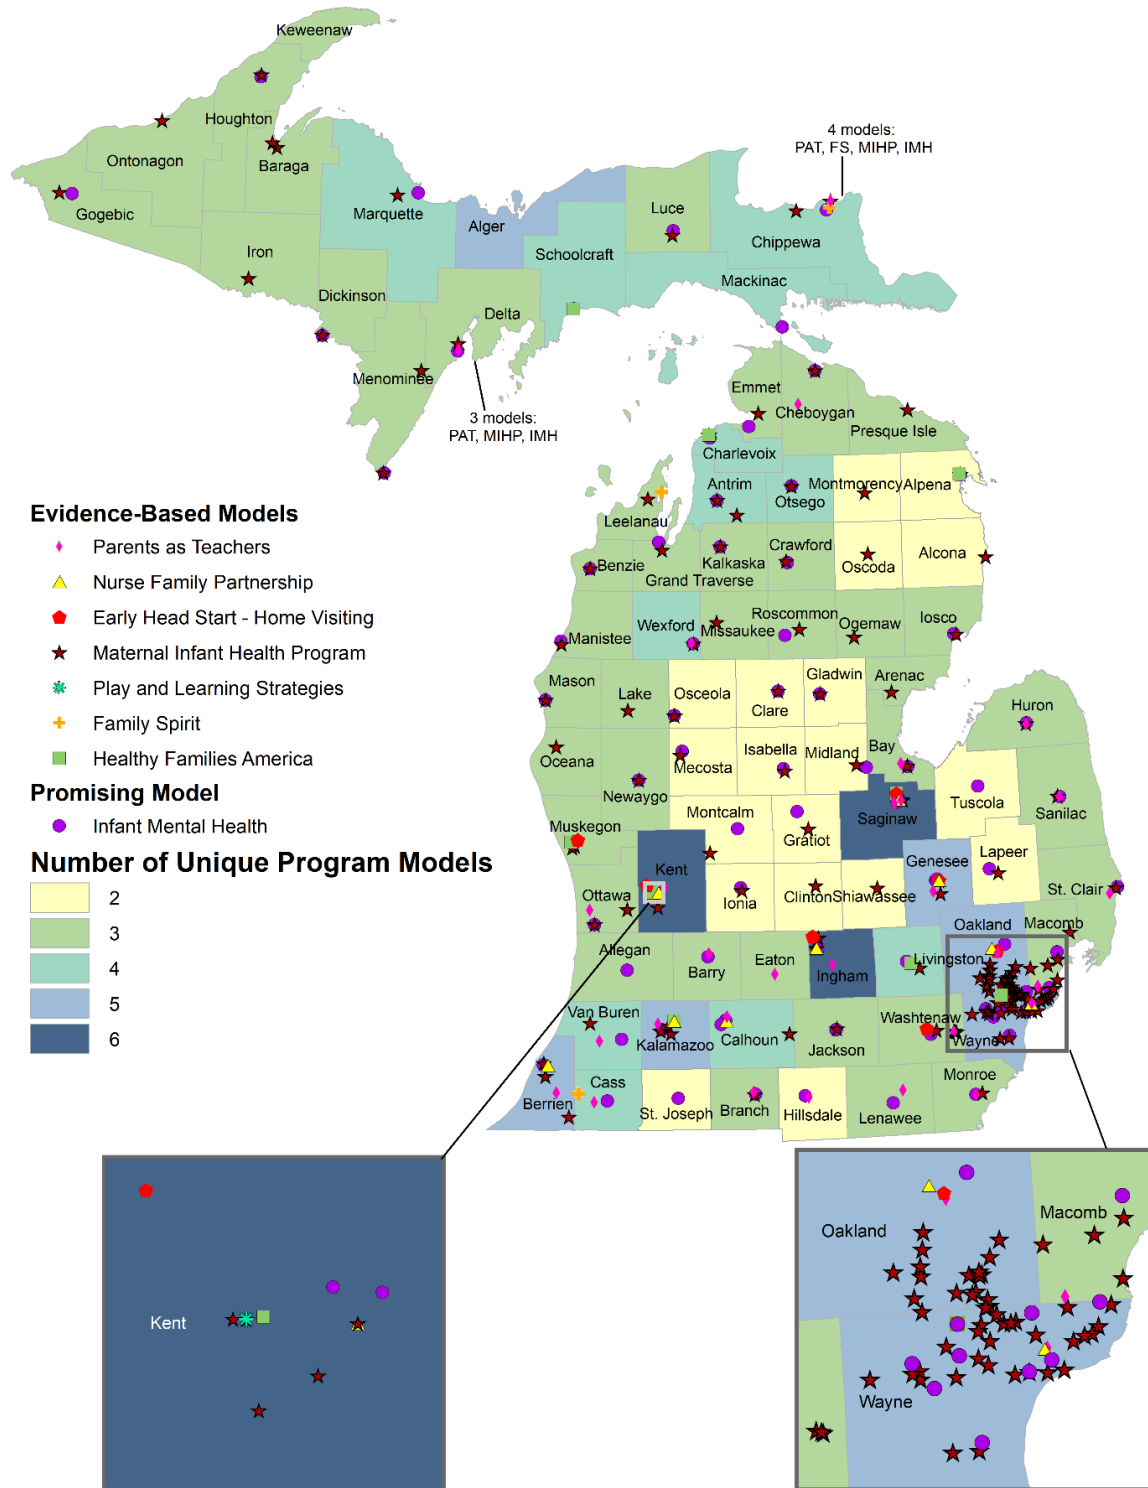 Keweenaw
Houghton
Ontonagon
Baraga
Gogebic
Marquette
Alger
Luce
4 models:
PAT, FS, MIHP, IMH
Chippewa
Schoolcraft
Mackinac
Iron
Dickinson
Delta
Menominee
3 models:
PAT, MIHP, IMH
Emmet
Cheboygan
Presque Isle
Charlevoix
Antrim
Otsego
Montmorency
Alpena
Leelanau
Benzie
Grand Traverse
Kalkaska
Crawford
Oscoda
Alcona
Manistee
Wexford
Missaukee
Roscommon
Ogemaw
Iosco
Mason
Lake
Osceola
Clare
Gladwin
Arenac
Huron
Oceana
Newaygo
Mecosta
Isabella
Midland
Bay
Tuscola
Sanilac
Muskegon
Montcalm
Gratiot
Saginaw
Kent
Genesee
Lapeer
St. Clair
Ottawa
Ionia
Clinton
Shiawassee
Oakland
Macomb
Allegan
Barry
Eaton
Ingham
Livingston
Van Buren
Kalamazoo
Calhoun
Jackson
Washtenaw
Wayne
Berrien
Cass
St. Joseph
Branch
Hillsdale
Lenawee
Monroe
Evidence-Based Models
Parents as Teachers
Nurse Family Partnership
Early Head Start - Home Visiting
Maternal Infant Health Program
Play and Learning Strategies
Family Spirit
Healthy Families America
Promising Model
Infant Mental Health
Number of Unique Program Models
2
3
4
5
6
Kent
Oakland
Macomb
Wayne